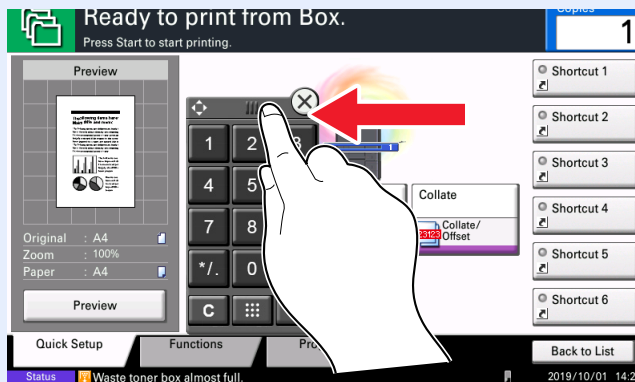 Ready to print from Box.
Press Start to start printing.
Copies
1
Preview
Original : A4
Zoom : 100%
Paper : A4
Preview
1
2
3
4
5
7
8
*/.
0
C
1
Collate
Collate/
Offset
Shortcut 1
Shortcut 2
Shortcut 3
Shortcut 4
Shortcut 5
Shortcut 6
Quick Setup
Functions
Back to List
Status
Waste toner box almost full.
2019/10/01 14:2